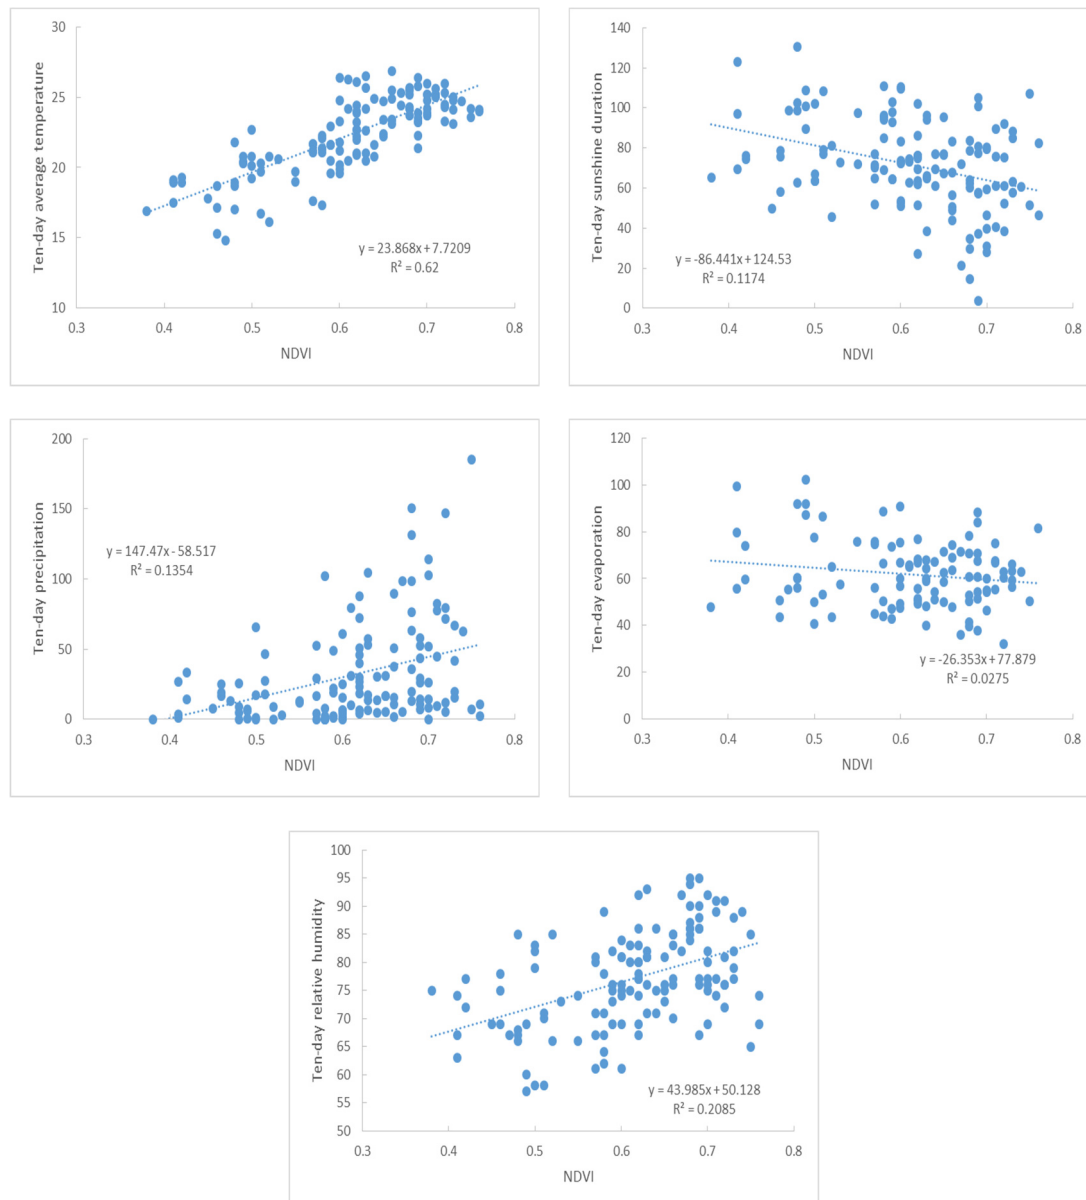 30
25
20
15
10
Ten-day average temperature
y = 23.868x + 7.7209
R² = 0.62
0.3 0.4 0.5 0.6 0.7 0.8
NDVI
140
120
100
80
60
40
20
0
Ten-day sunshine duration
y = -86.441x + 124.53
R² = 0.1174
0.3 0.4 0.5 0.6 0.7 0.8
NDVI
200
150
100
50
0
Ten-day precipitation
y = 147.47x - 58.517
R² = 0.1354
0.3 0.4 0.5 0.6 0.7 0.8
NDVI
120
100
80
60
40
20
0
Ten-day evaporation
y = -26.353x + 77.879
R² = 0.0275
0.3 0.4 0.5 0.6 0.7 0.8
NDVI
100
95
90
85
80
75
70
65
60
55
50
Ten-day relative humidity
y = 43.985x + 50.128
R² = 0.2085
0.3 0.4 0.5 0.6 0.7 0.8
NDVI